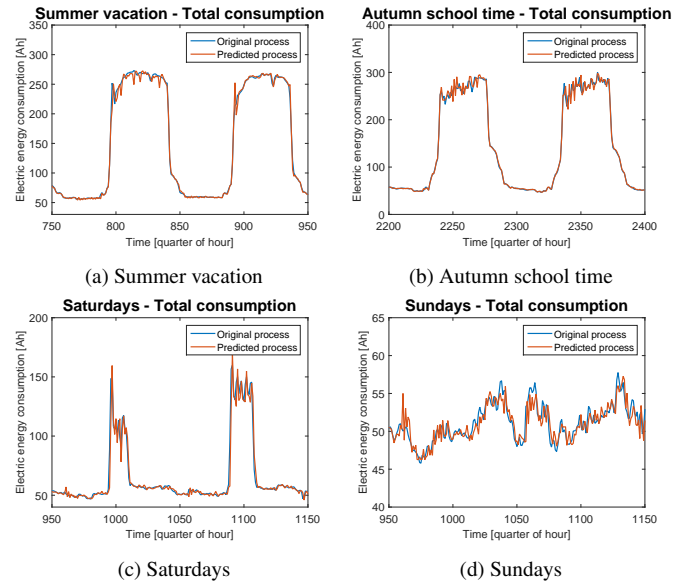 Summer vacation - Total consumption
Electric energy consumption [Ah]
350
300
250
200
150
100
50
Original process
Predicted process
750
800
850
900
950
Time [quarter of hour]
(a) Summer vacation
Autumn school time - Total consumption
Electric energy consumption [Ah]
400
300
200
100
0
Original process
Predicted process
2200
2250
2300
2350
2400
Time [quarter of hour]
(b) Autumn school time
Saturdays - Total consumption
Electric energy consumption [Ah]
200
150
100
50
Original process
Predicted process
950
1000
1050
1100
1150
Time [quarter of hour]
(c) Saturdays
Sundays - Total consumption
Electric energy consumption [Ah]
65
60
55
50
45
40
Original process
Predicted process
950
1000
1050
1100
1150
Time [quarter of hour]
(d) Sundays